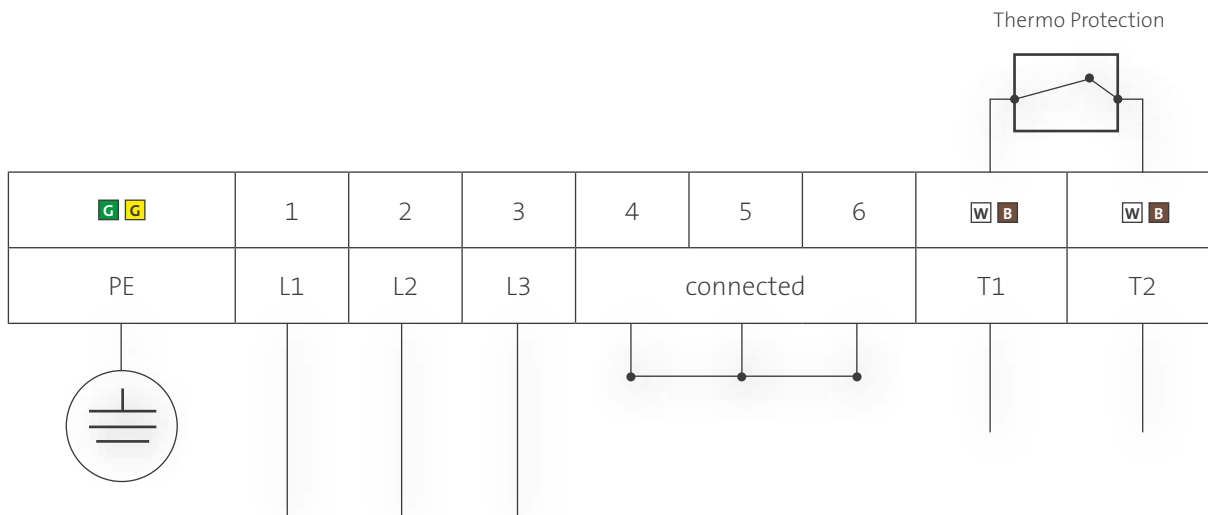 Thermo Protection
G G 1 2 3 4 5 6 W B W B
PE L1 L2 L3 connected T1 T2